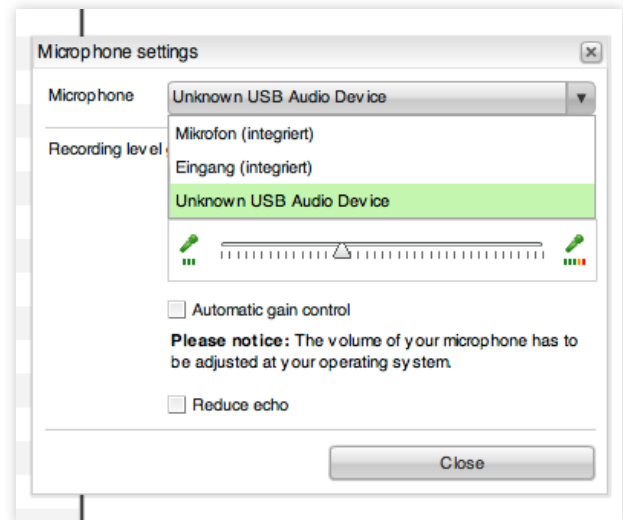 Microphone settings
Microphone
Unknown USB Audio Device
Mikrofon (integriert)
Recording level
Eingang (integriert)
Unknown USB Audio Device
Automatic gain control
Please notice: The volume of your microphone has to
be adjusted at your operating system.
Reduce echo
Close